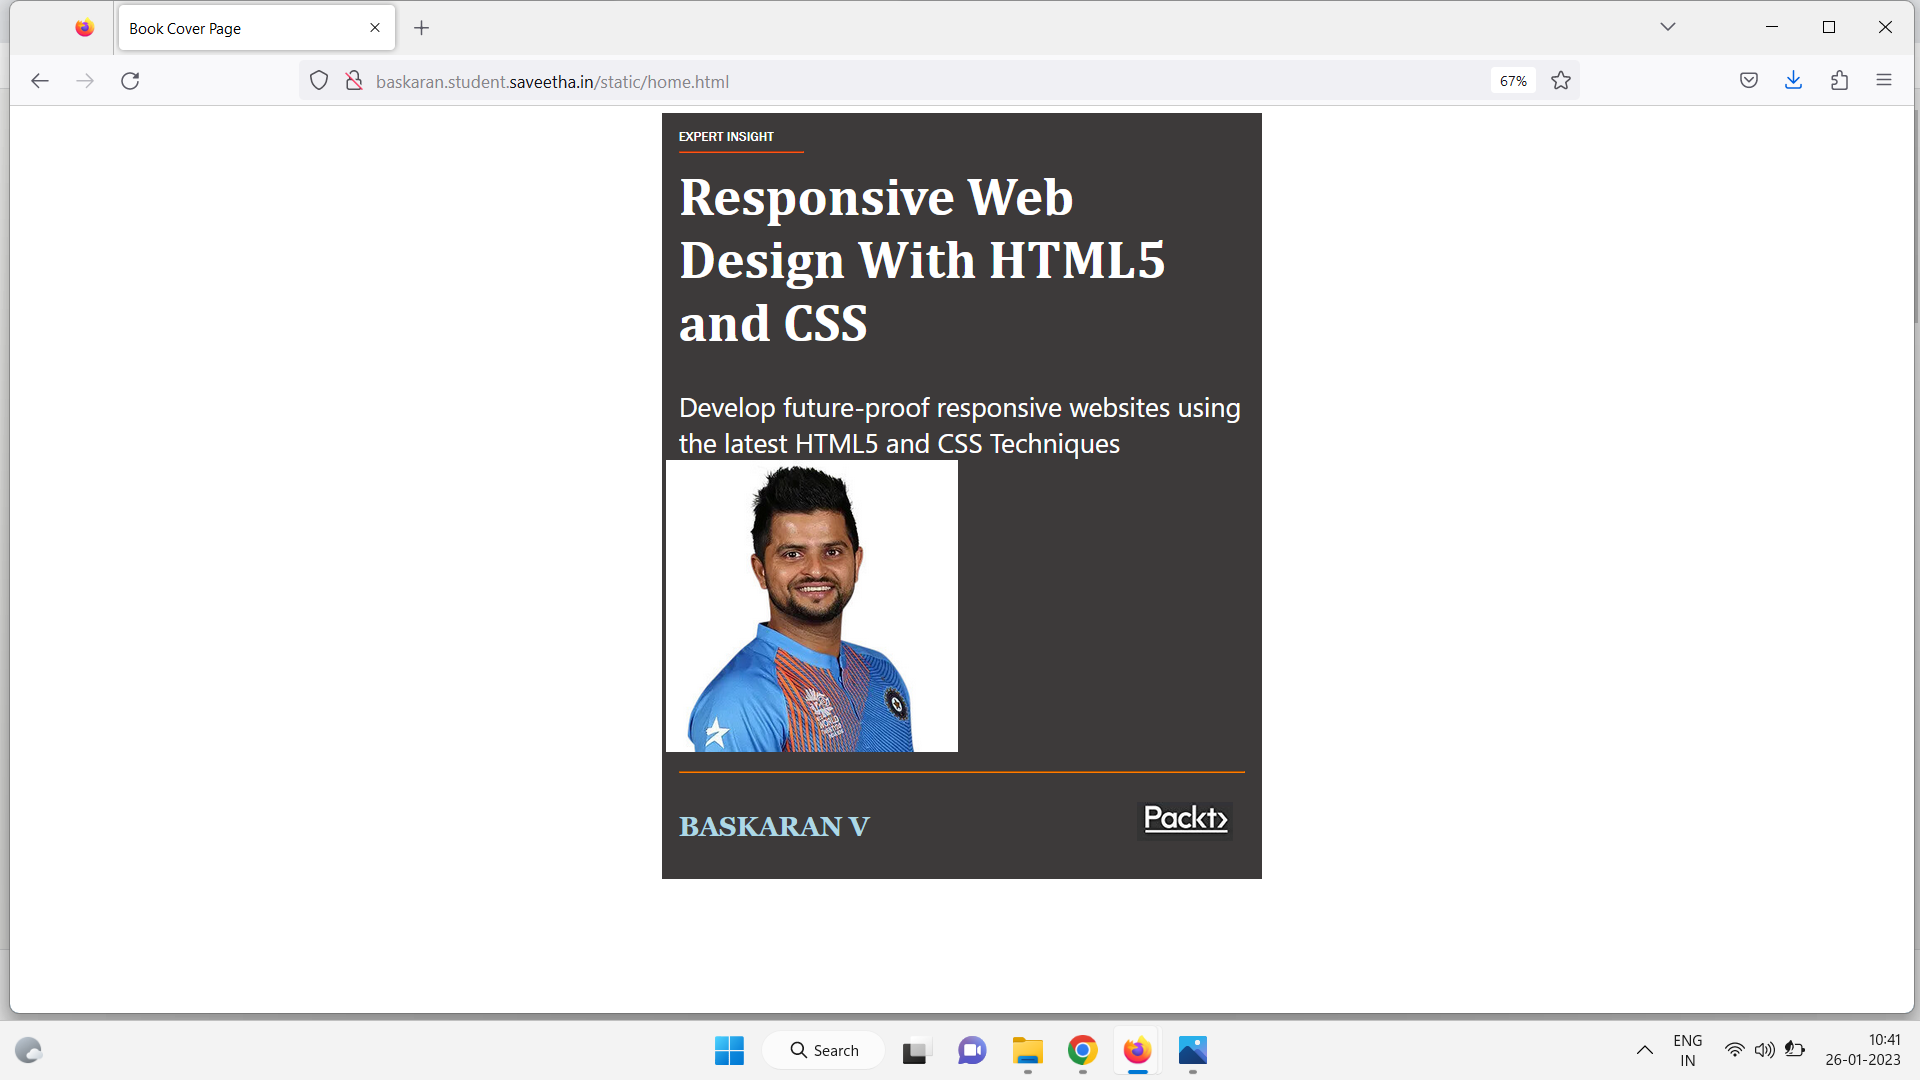 Book Cover Page
baskaran.student.saveetha.in/static/home.html
67%
EXPERT INSIGHT
Responsive Web
Design With HTML5
and CSS
Develop future-proof responsive websites using
the latest HTML5 and CSS Techniques
WORLD
BASKARAN V
Packt>
Search
ENG
IN
10:41
26-01-2023